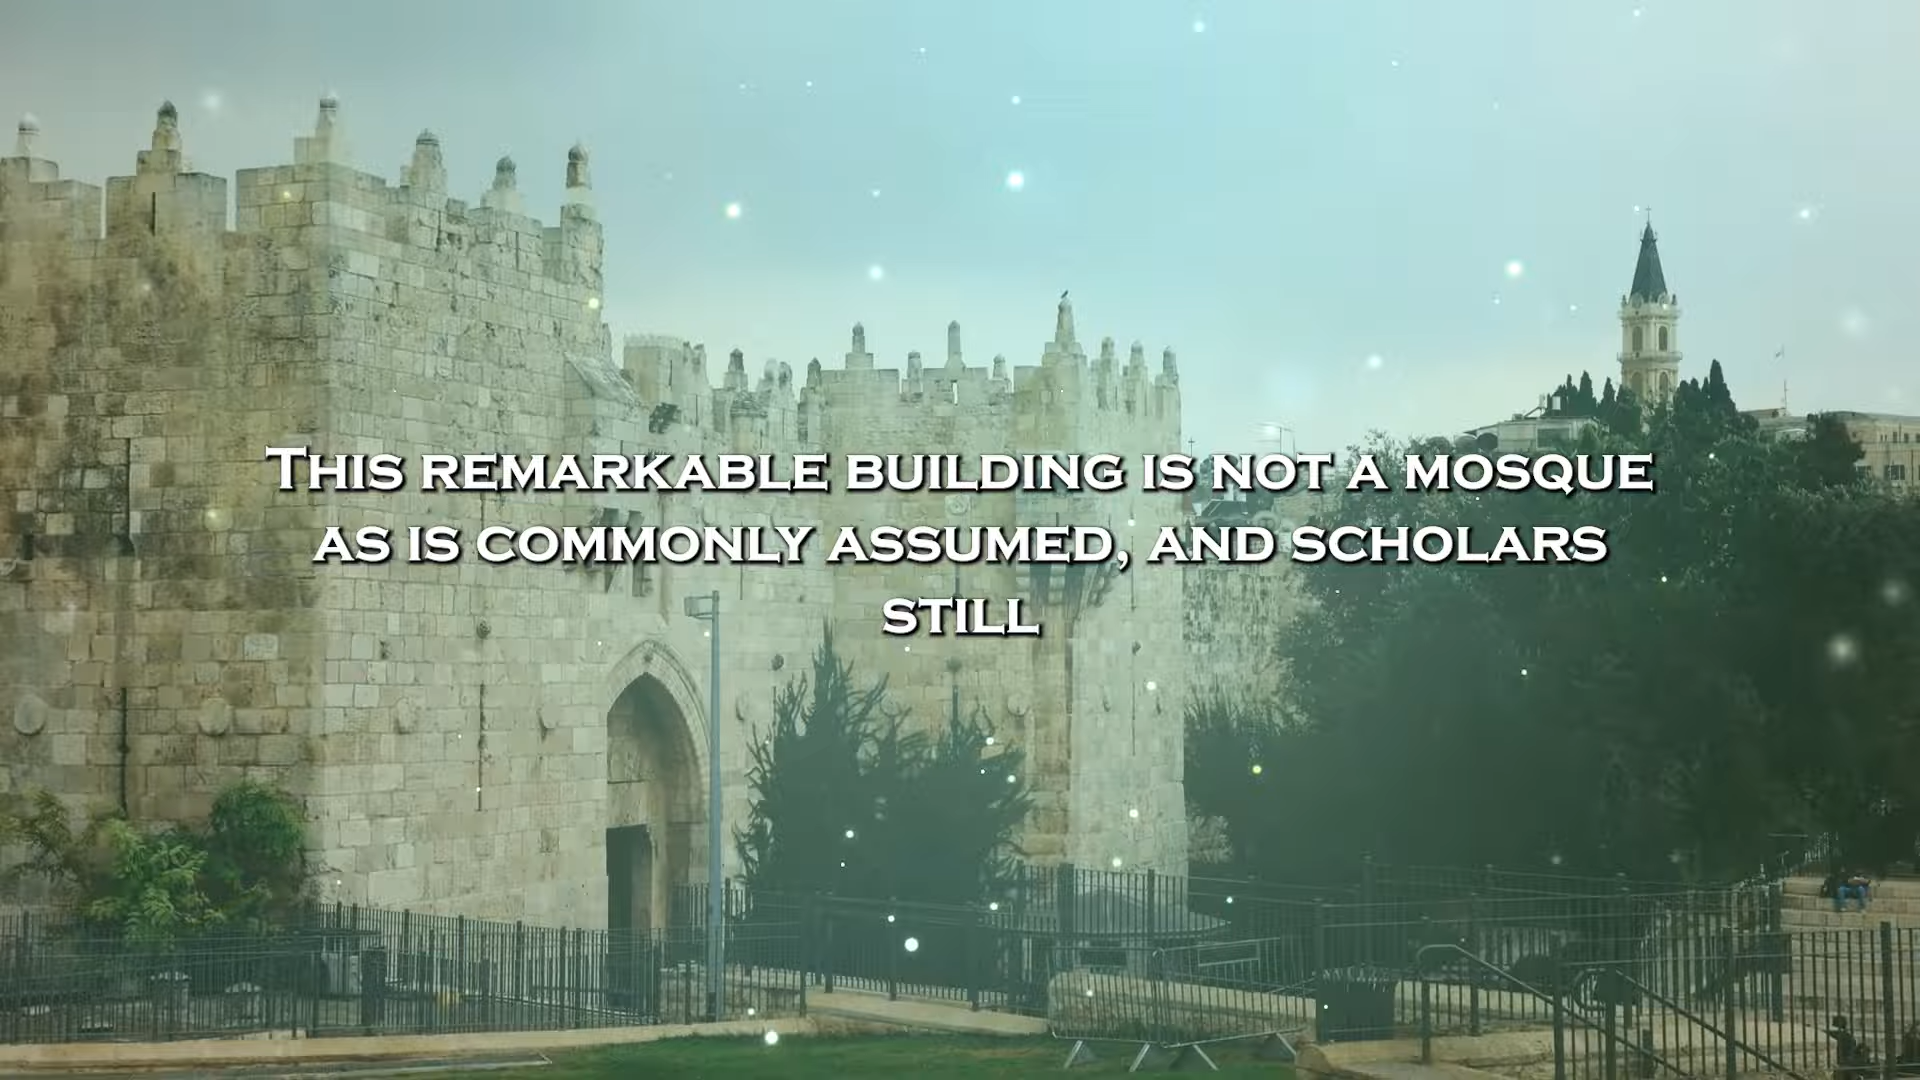 This remarkable building is not a mosque
as is commonly assumed, and scholars
still